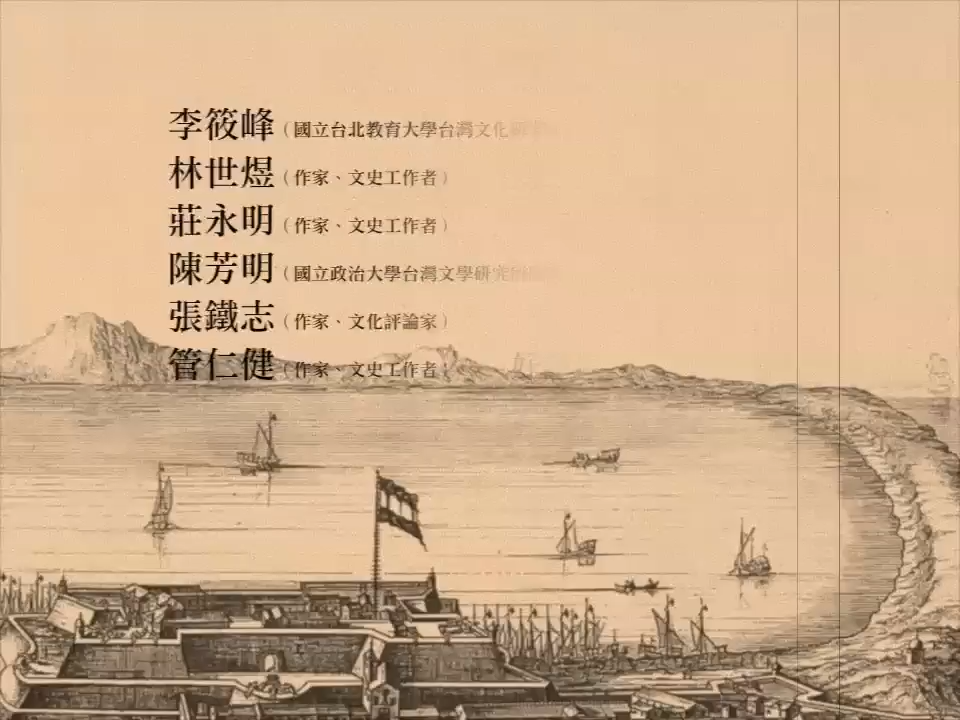 李筱峰（國立台北教育大學台灣文化研究
林世煜（作家、文史工作者）
莊永明（作家、文史工作者）
陳芳明（國立政治大學台灣文學研究所
張鐵志（作家、文化評論家）
管仁健（作家、文史工作者）